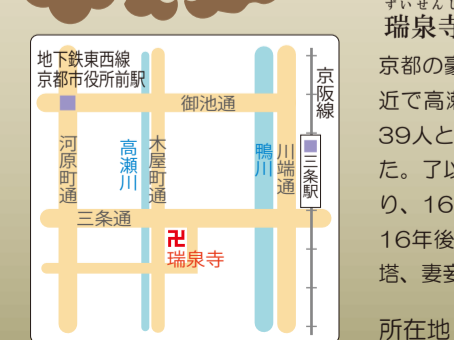 地下鉄東西線
京都市役所前駅
御池通
京阪線
河原町通
高瀬川
木屋町通
鴨川
川端通
三条駅
三条通
卍
瑞泉寺
ずいせんじ
瑞泉寺
京都の豪
近で高瀬
39人と
た。了以
り、16
16年後
塔、妻妾
所在地